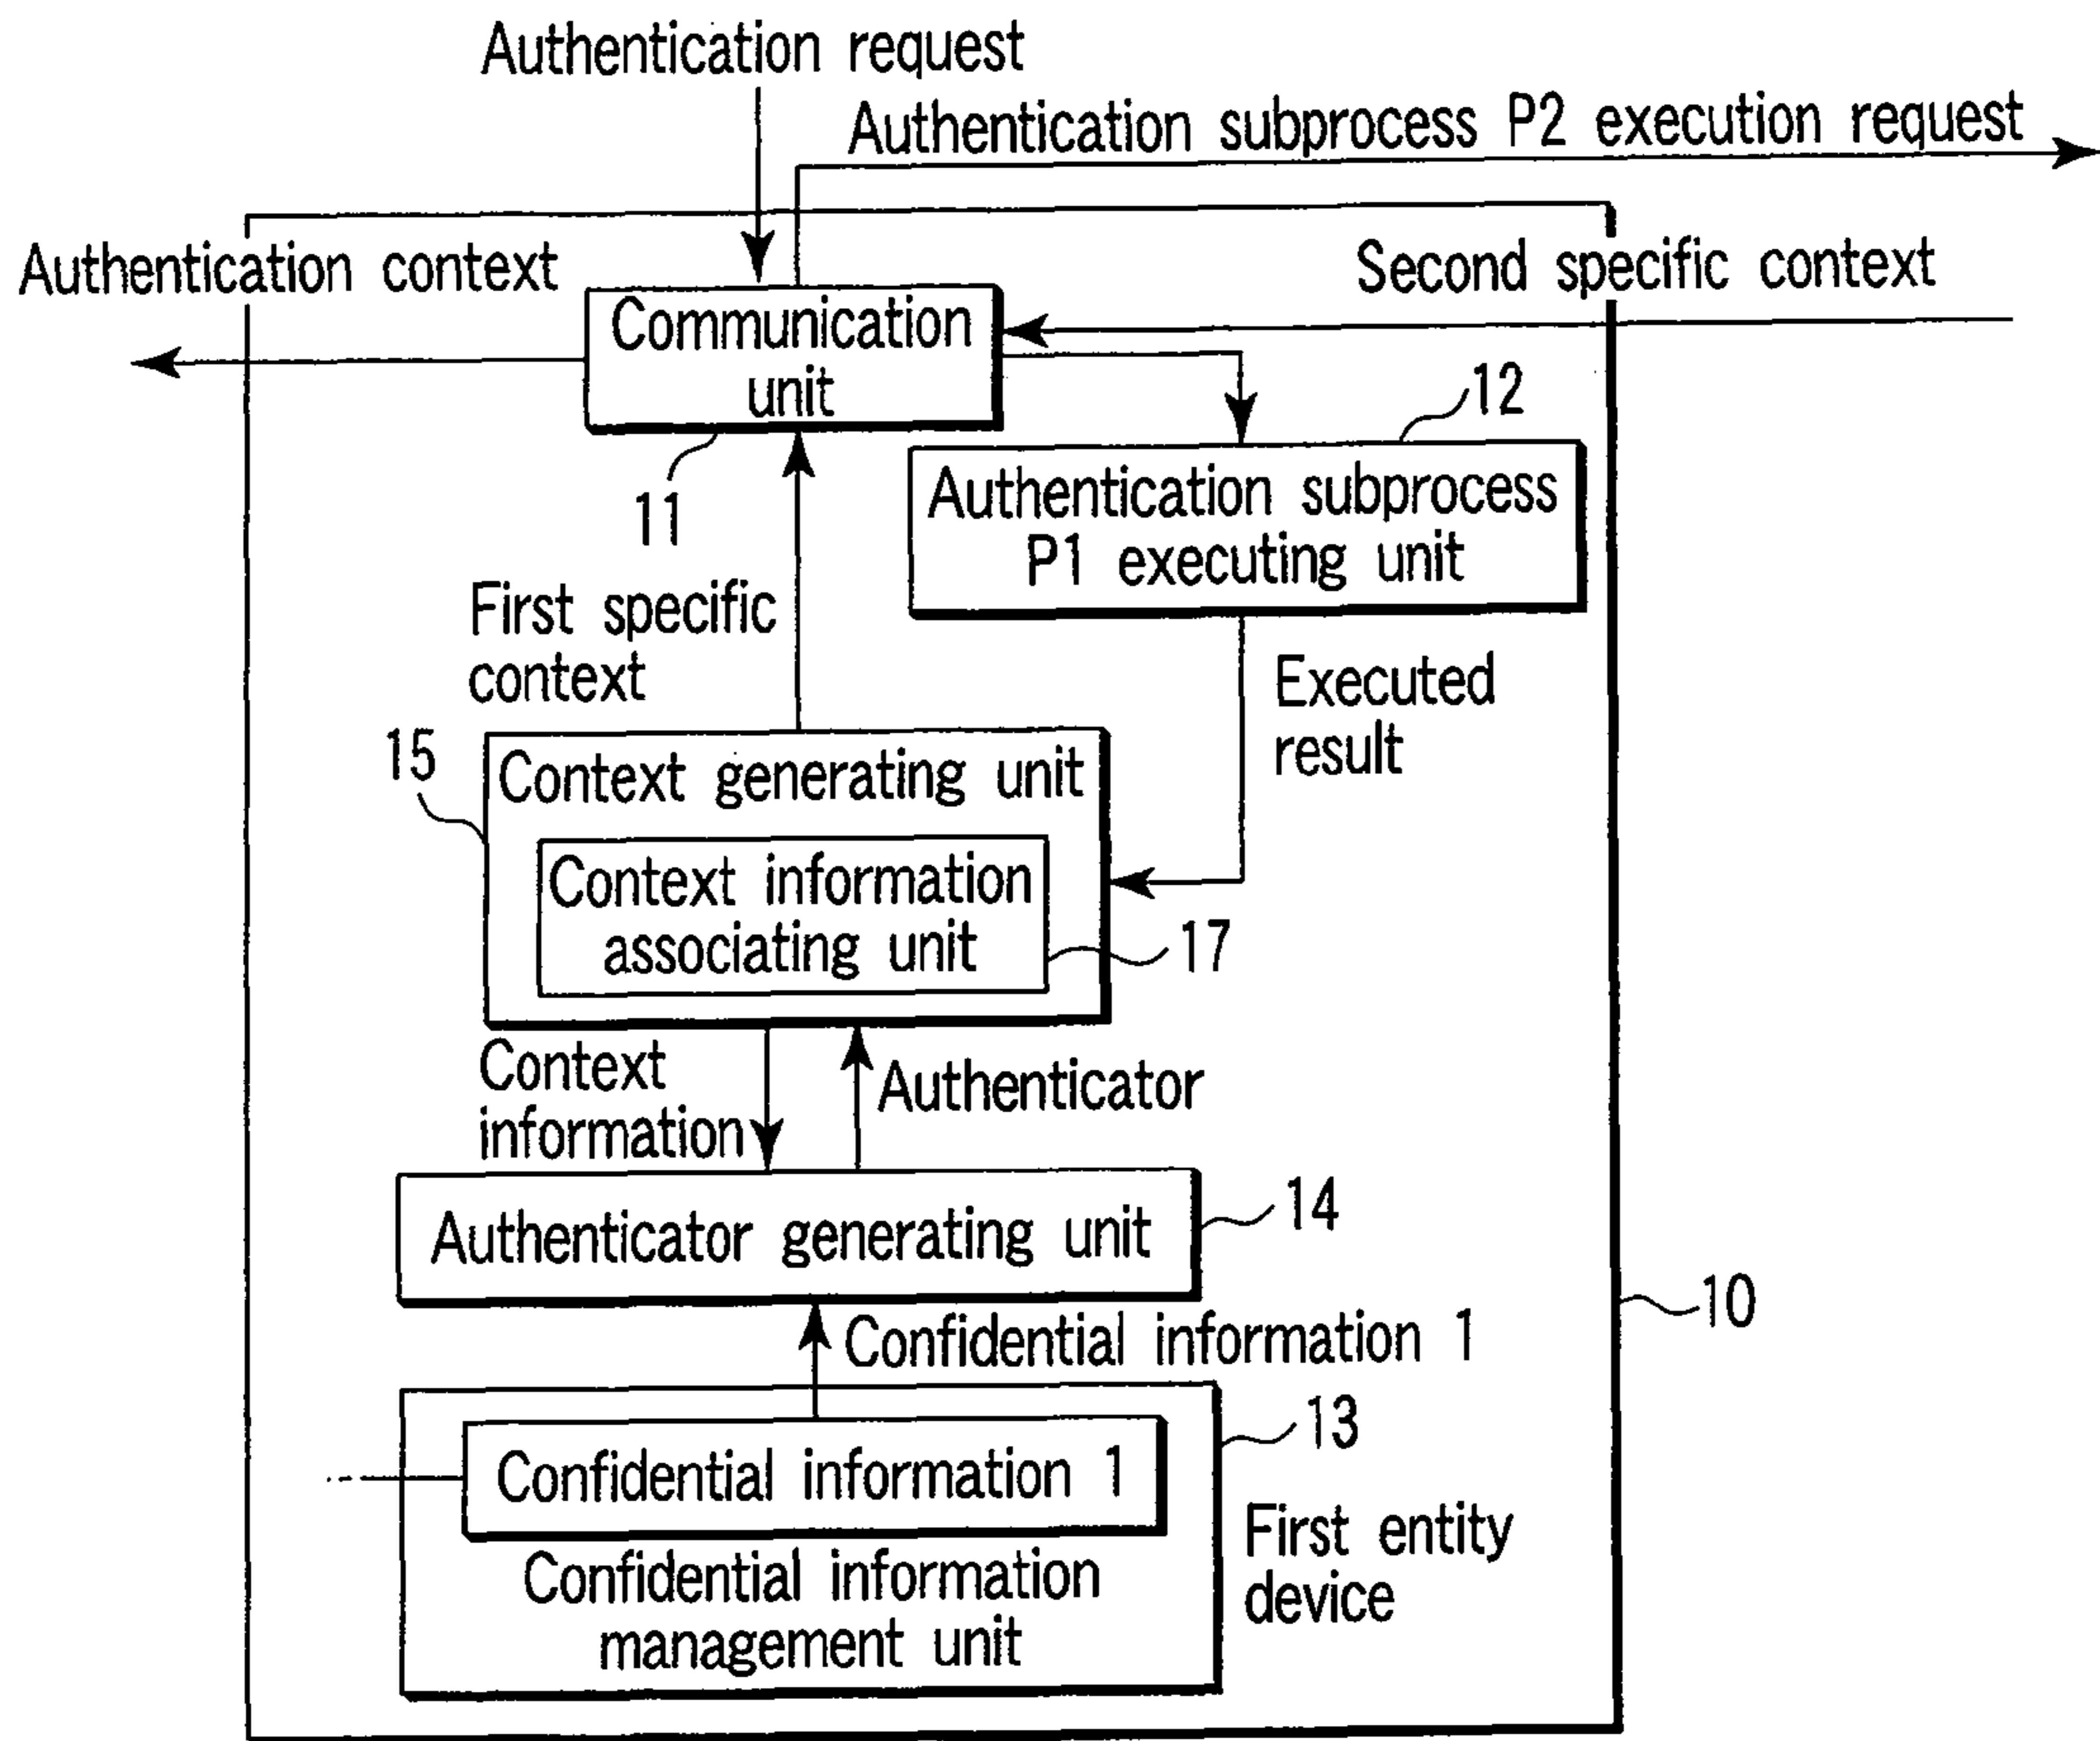 Authentication request
Authentication subprocess P2 execution request
Authentication context
Second specific context
Communication
unit
11
12
Authentication subprocess
P1 executing unit
First specific
context
Executed
result
15
Context generating unit
Context information
associating unit
17
Context
information
Authenticator
Authenticator generating unit
14
10
Confidential information 1
13
Confidential information 1
Confidential information
management unit
First entity
device